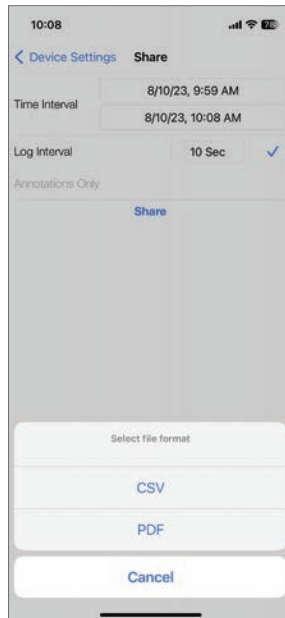 10:08
78
Device Settings Share
8/10/23, 9:59 AM
Time Interval
8/10/23, 10:08 AM
Log Interval 10 Sec
Annotations Only
Share
Select file format
CSV
PDF
Cancel